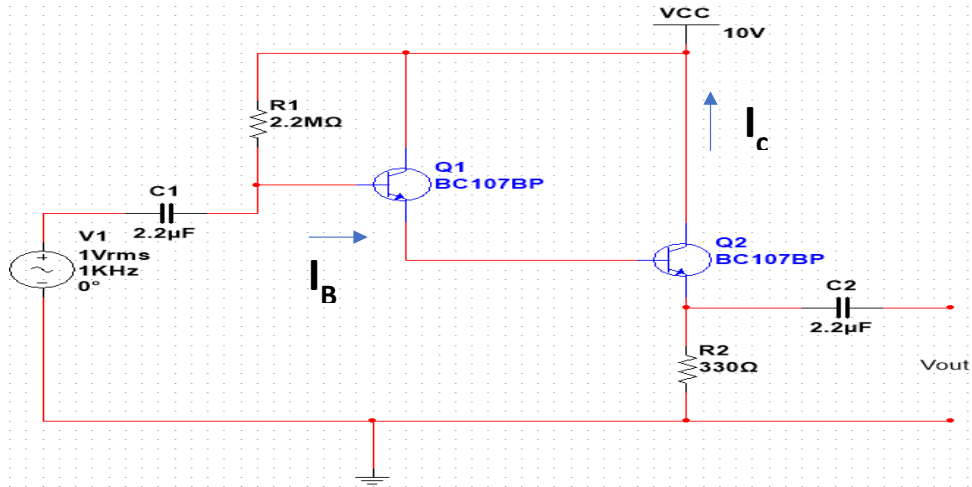 VCC
10V
R1
2.2MΩ
Ic
Q1
BC107BP
C1
2.2µF
V1
1Vrms
1KHz
0°
IB
Q2
BC107BP
C2
2.2µF
R2
330Ω
Vout